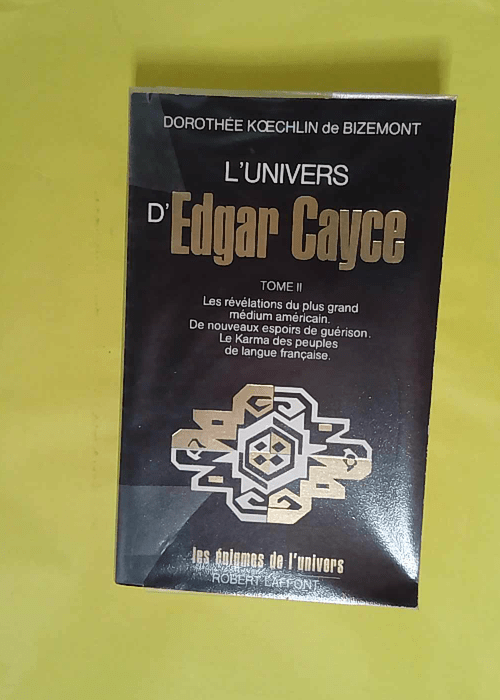 DOROTHÉE KŒCHLIN de BIZEMONT
L'UNIVERS
D'Edgar Cayce
TOME II
Les révélations du plus grand
médium américain.
De nouveaux espoirs de guérison.
Le Karma des peuples
de langue française.
les énigmes de l'univers
ROBERT LAFFONT